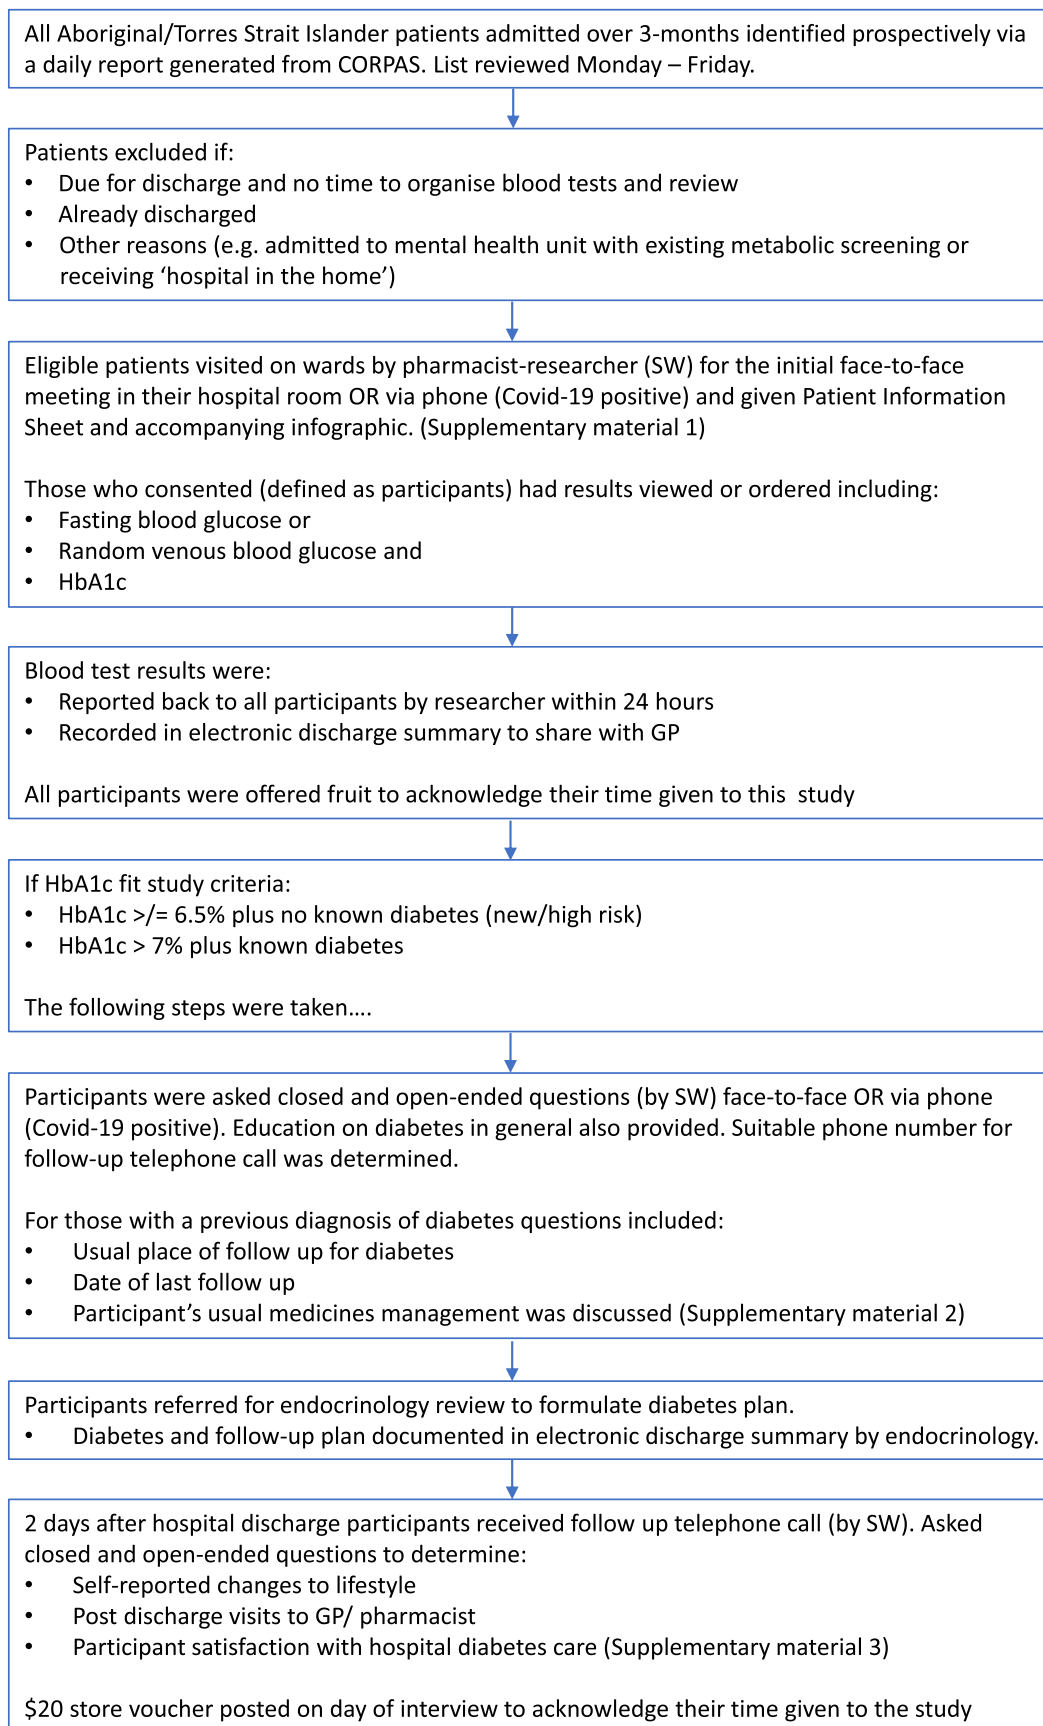 All Aboriginal/Torres Strait Islander patients admitted over 3-months identified prospectively via
a daily report generated from CORPAS. List reviewed Monday – Friday.
Patients excluded if:
• Due for discharge and no time to organise blood tests and review
• Already discharged
• Other reasons (e.g. admitted to mental health unit with existing metabolic screening or
receiving ‘hospital in the home’)
Eligible patients visited on wards by pharmacist-researcher (SW) for the initial face-to-face
meeting in their hospital room OR via phone (Covid-19 positive) and given Patient Information
Sheet and accompanying infographic. (Supplementary material 1)
Those who consented (defined as participants) had results viewed or ordered including:
• Fasting blood glucose or
• Random venous blood glucose and
• HbA1c
Blood test results were:
• Reported back to all participants by researcher within 24 hours
• Recorded in electronic discharge summary to share with GP
All participants were offered fruit to acknowledge their time given to this  study
If HbA1c fit study criteria:
• HbA1c >/= 6.5% plus no known diabetes (new/high risk)
• HbA1c > 7% plus known diabetes
The following steps were taken….
Participants were asked closed and open-ended questions (by SW) face-to-face OR via phone
(Covid-19 positive). Education on diabetes in general also provided. Suitable phone number for
follow-up telephone call was determined.
For those with a previous diagnosis of diabetes questions included:
• Usual place of follow up for diabetes
• Date of last follow up
• Participant’s usual medicines management was discussed (Supplementary material 2)
Participants referred for endocrinology review to formulate diabetes plan.
• Diabetes and follow-up plan documented in electronic discharge summary by endocrinology.
2 days after hospital discharge participants received follow up telephone call (by SW). Asked
closed and open-ended questions to determine:
• Self-reported changes to lifestyle
• Post discharge visits to GP/ pharmacist
• Participant satisfaction with hospital diabetes care (Supplementary material 3)
$20 store voucher posted on day of interview to acknowledge their time given to the study